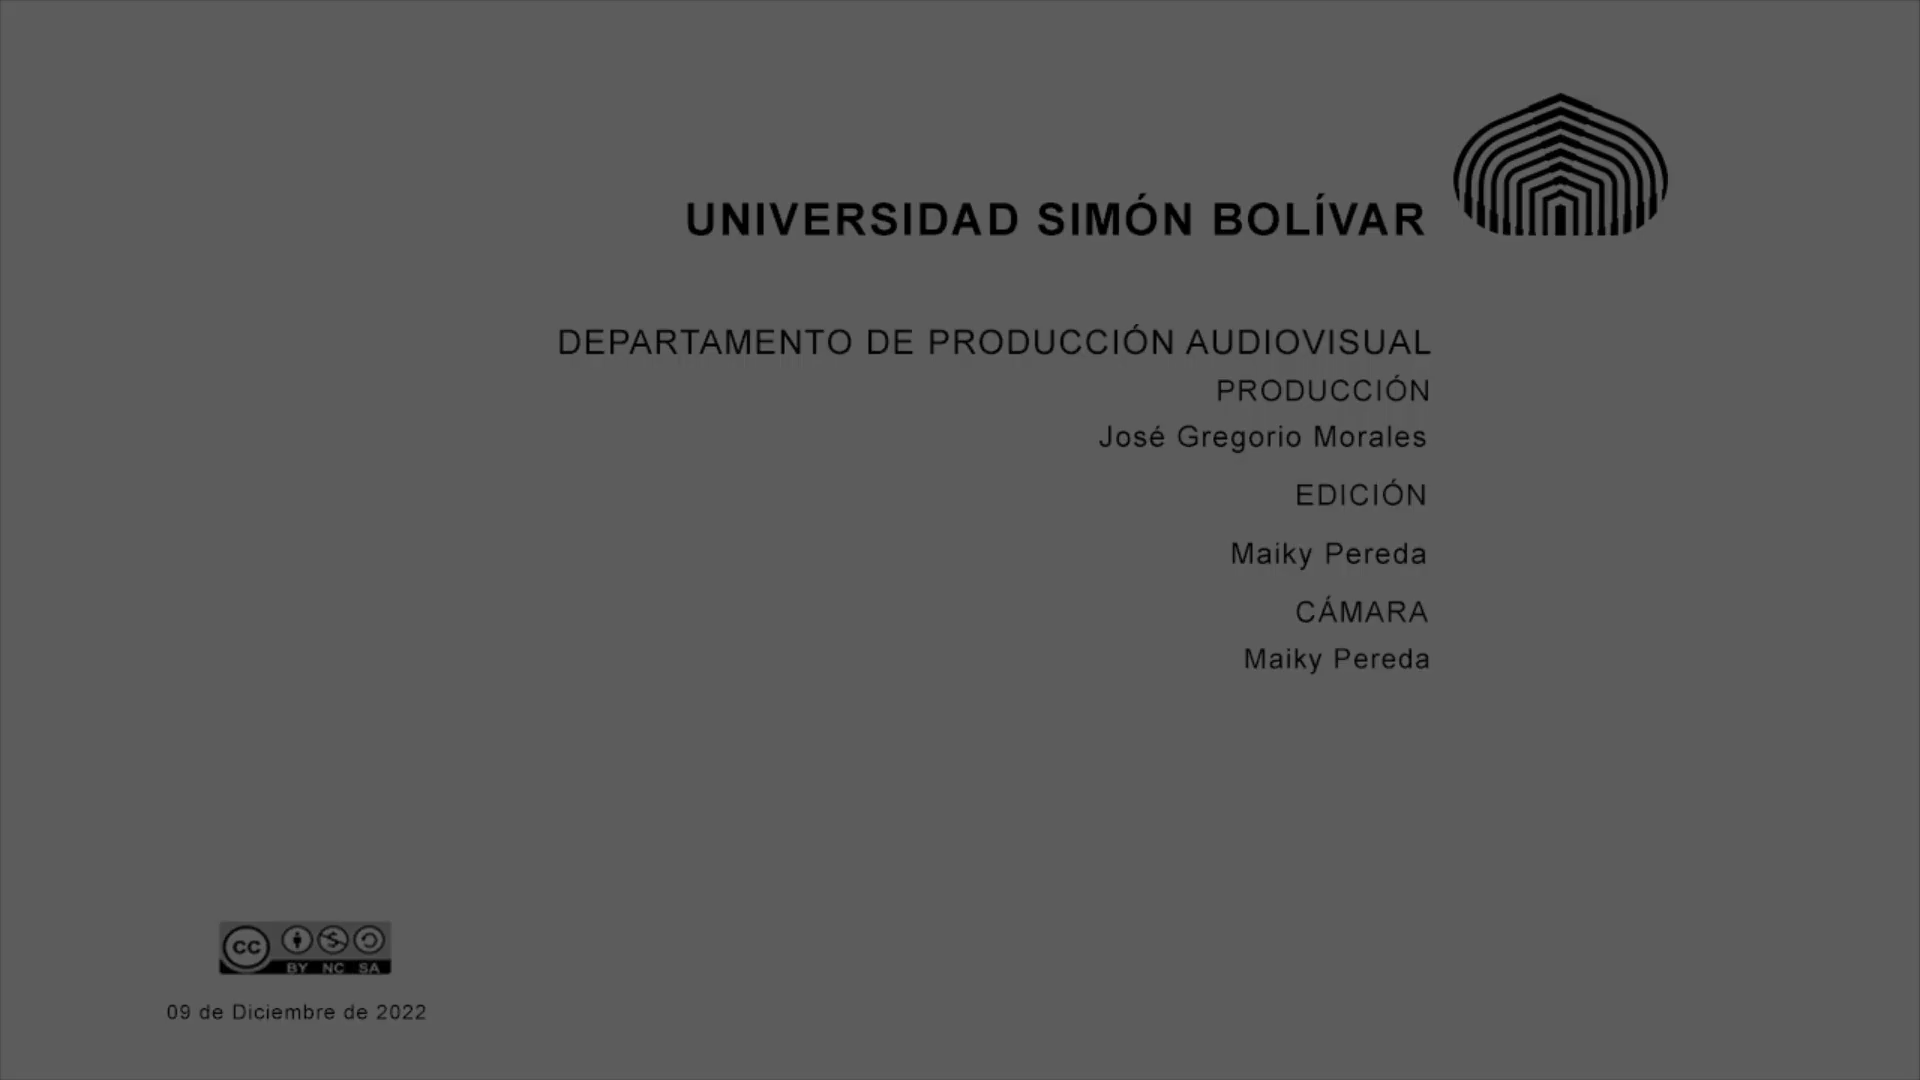 UNIVERSIDAD SIMÓN BOLÍVAR
DEPARTAMENTO DE PRODUCCIÓN AUDIOVISUAL
PRODUCCIÓN
José Gregorio Morales
EDICIÓN
Maiky Pereda
CÁMARA
Maiky Pereda
CC
BY NC SA
09 de Diciembre de 2022